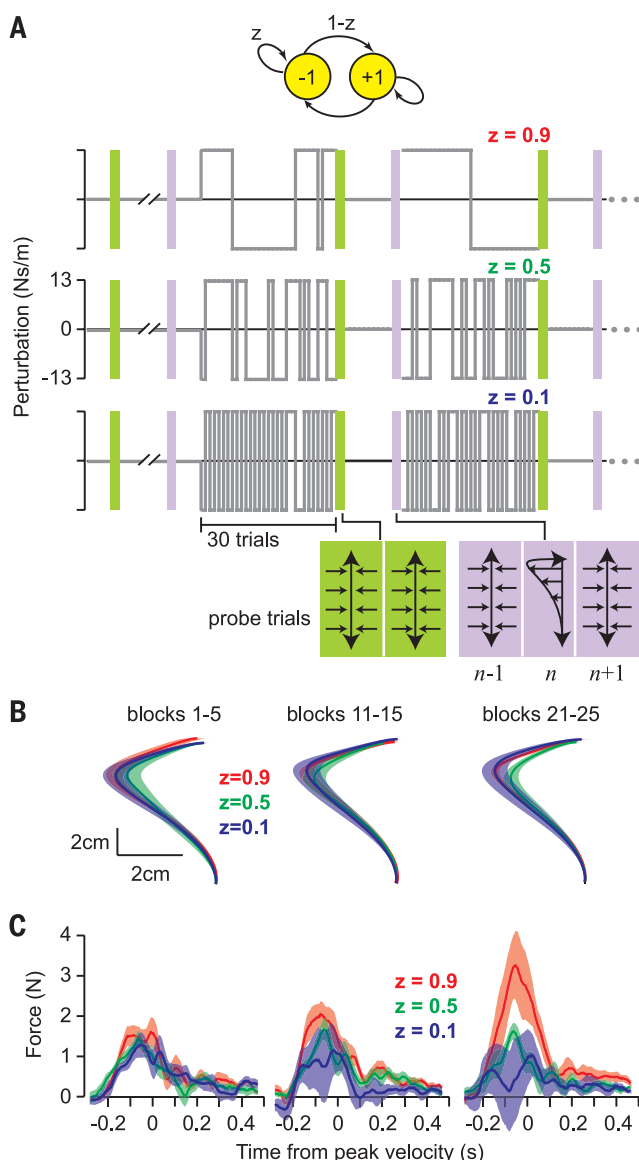 A
z
1-z
-1
+1
z = 0.9
z = 0.5
z = 0.1
Perturbation (Ns/m)
13
0
-13
30 trials
probe trials
n-1
n
n+1
B
blocks 1-5
blocks 11-15
blocks 21-25
z=0.9
z=0.5
z=0.1
2cm
2cm
C
Force (N)
4
3
2
1
0
z = 0.9
z = 0.5
z = 0.1
-0.2 0 0.2 0.4
-0.2 0 0.2 0.4
-0.2 0 0.2 0.4
Time from peak velocity (s)